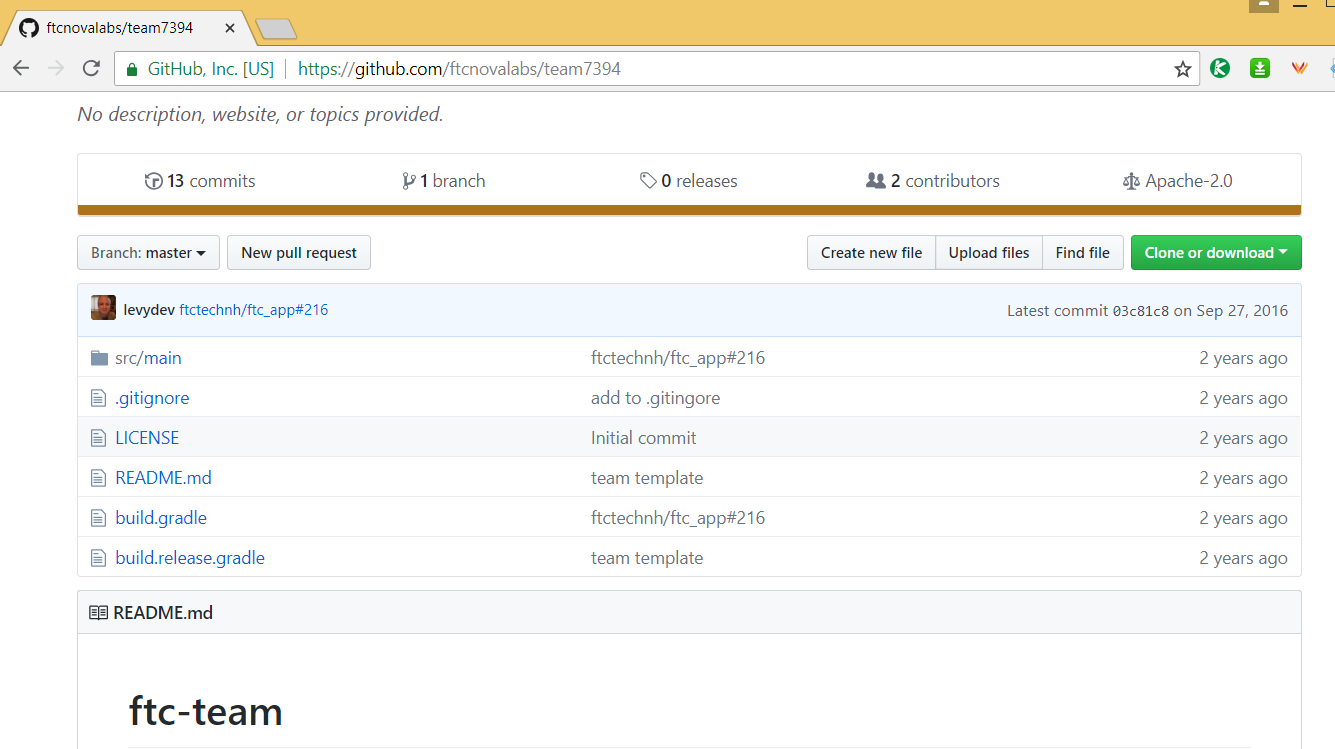 ftcnovalabs/team7394
GitHub, Inc. [US] https://github.com/ftcnovalabs/team7394
No description, website, or topics provided.
13 commits 1 branch 0 releases 2 contributors Apache-2.0
Branch: master New pull request Create new file Upload files Find file Clone or download
levydev ftctechnh/ftc_app#216 Latest commit 03c81c8 on Sep 27, 2016
src/main ftctechnh/ftc_app#216 2 years ago
.gitignore add to .gitingore 2 years ago
LICENSE Initial commit 2 years ago
README.md team template 2 years ago
build.gradle ftctechnh/ftc_app#216 2 years ago
build.release.gradle team template 2 years ago
README.md
ftc-team